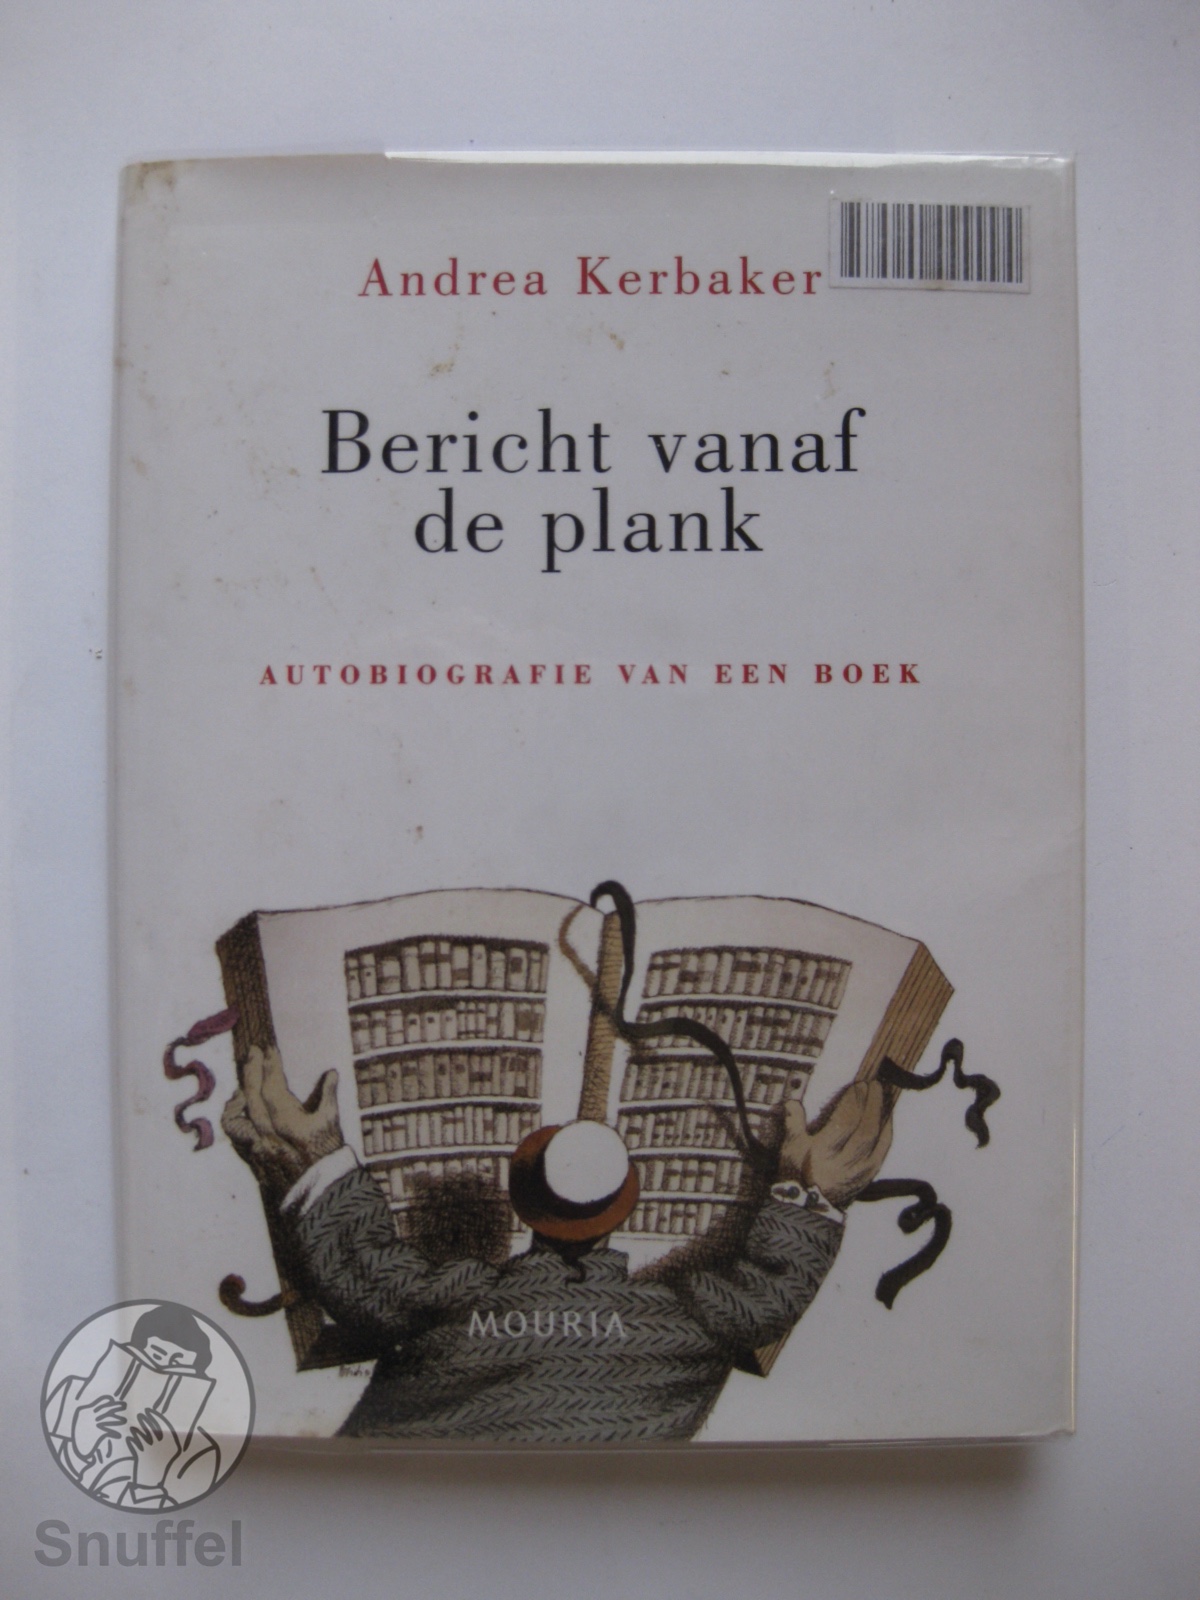 Andrea Kerbaker
Bericht vanaf
de plank
AUTOBIOGRAFIE VAN EEN BOEK
MOURIA
Snuffel